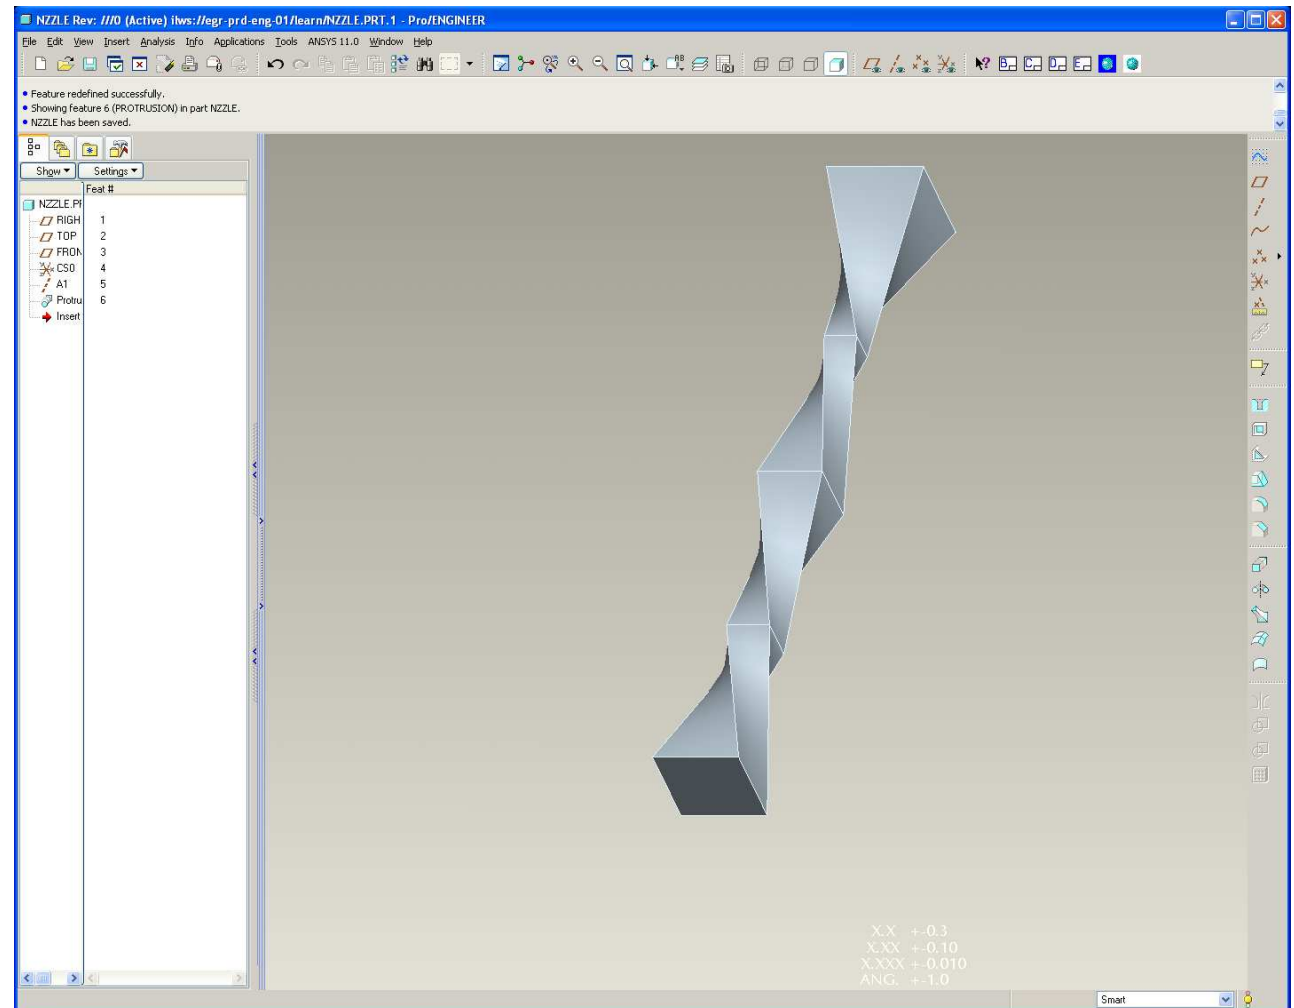 NZZLE Rev: ///0 (Active) ilws://egr-prd-eng-01/learn/NZZLE.PRT.1 - Pro/ENGINEER
File Edit View Insert Analysis Info Applications Tools ANSYS 11.0 Window Help
• Feature redefined successfully.
• Showing feature 6 (PROTRUSION) in part NZZLE.
• NZZLE has been saved.
Show Settings
Feat #
NZZLE.PF
RIGH 1
TOP 2
FRON 3
CS0 4
A1 5
Protru 6
Insert
X.X +-0.3
X.XX +-0.10
X.XXX +-0.010
ANG. +-1.0
Smart